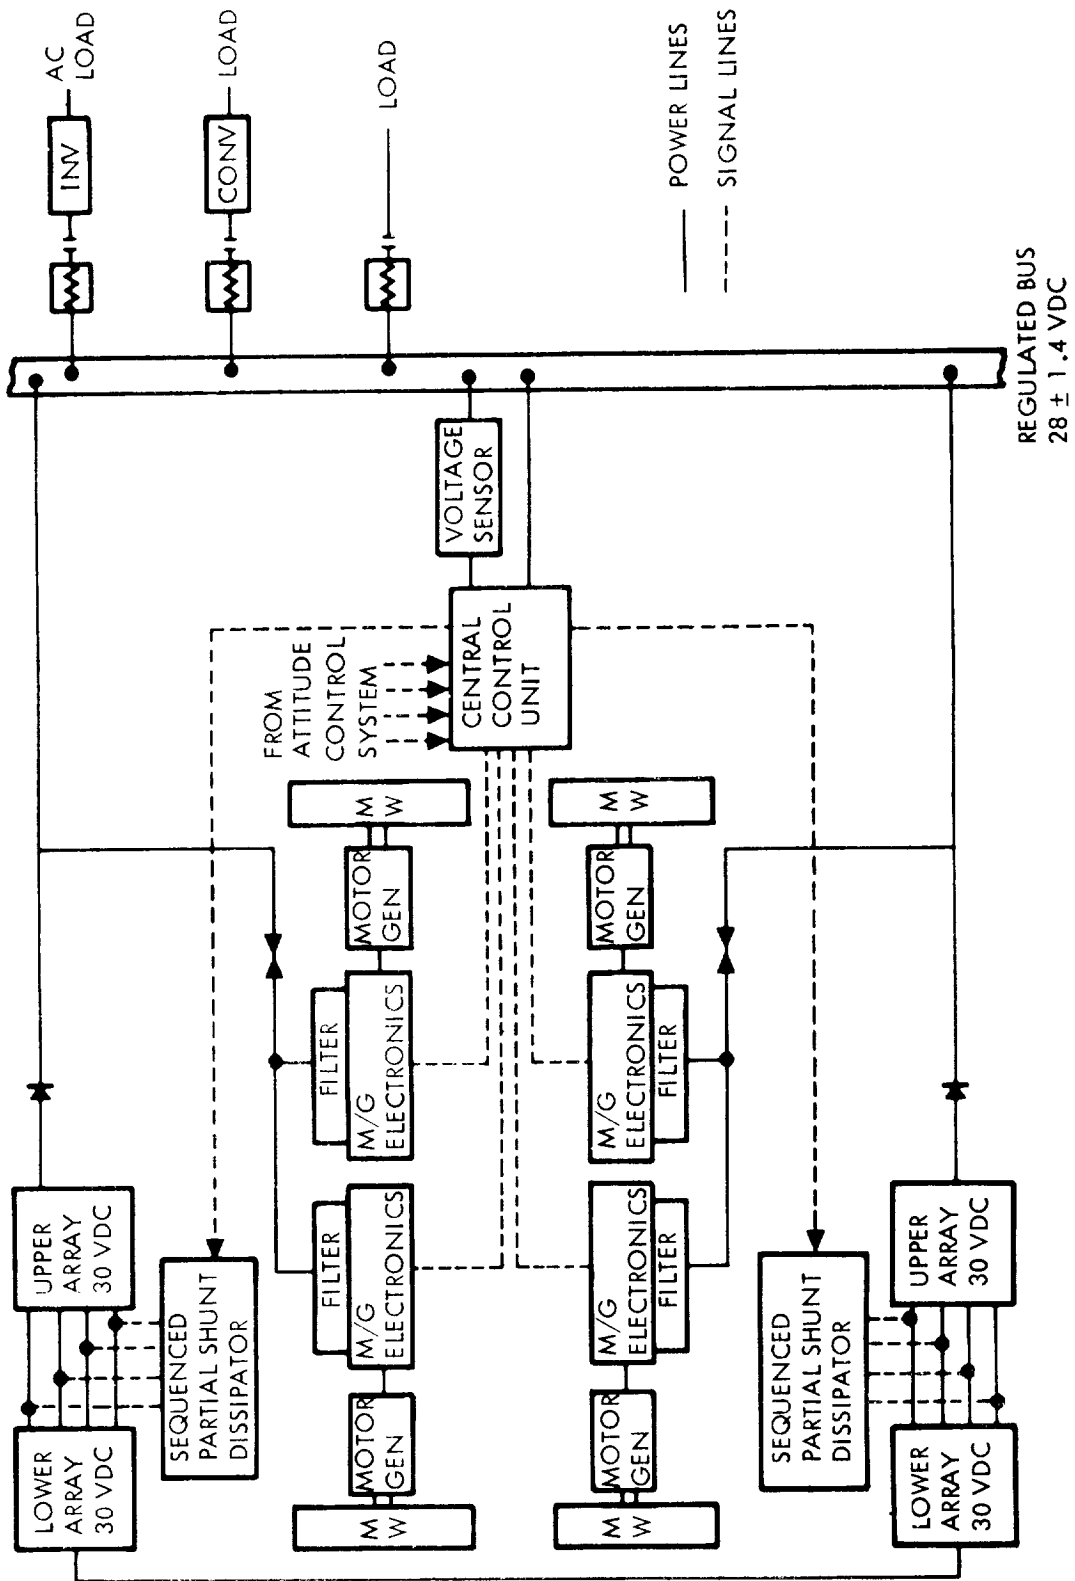 LOWER
ARRAY
30 VDC
UPPER
ARRAY
30 VDC
SEQUENCED
PARTIAL SHUNT
DISSIPATOR
FILTER
M/G
ELECTRONICS
FILTER
M/G
ELECTRONICS
MOTOR
GEN
M
W
MOTOR
GEN
M
W
FROM
ATTITUDE
CONTROL
SYSTEM
CENTRAL
CONTROL
UNIT
VOLTAGE
SENSOR
INV
AC
LOAD
CONV
LOAD
LOAD
M
W
MOTOR
GEN
M/G
ELECTRONICS
FILTER
M/G
ELECTRONICS
FILTER
MOTOR
GEN
M
W
SEQUENCED
PARTIAL SHUNT
DISSIPATOR
LOWER
ARRAY
30 VDC
UPPER
ARRAY
30 VDC
POWER LINES
SIGNAL LINES
REGULATED BUS
28 ± 1.4 VDC